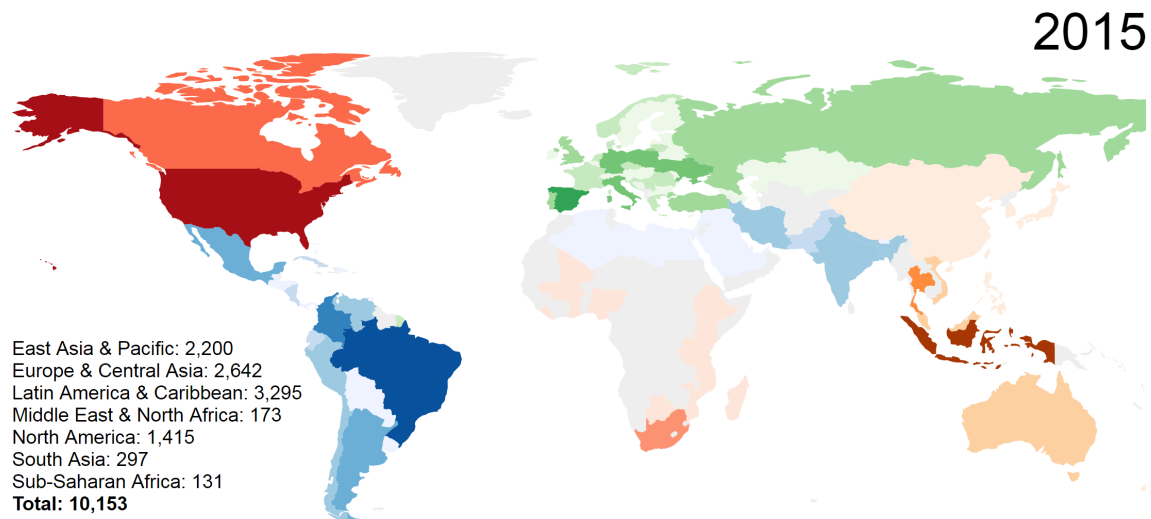 2015
East Asia & Pacific: 2,200
Europe & Central Asia: 2,642
Latin America & Caribbean: 3,295
Middle East & North Africa: 173
North America: 1,415
South Asia: 297
Sub-Saharan Africa: 131
Total: 10,153